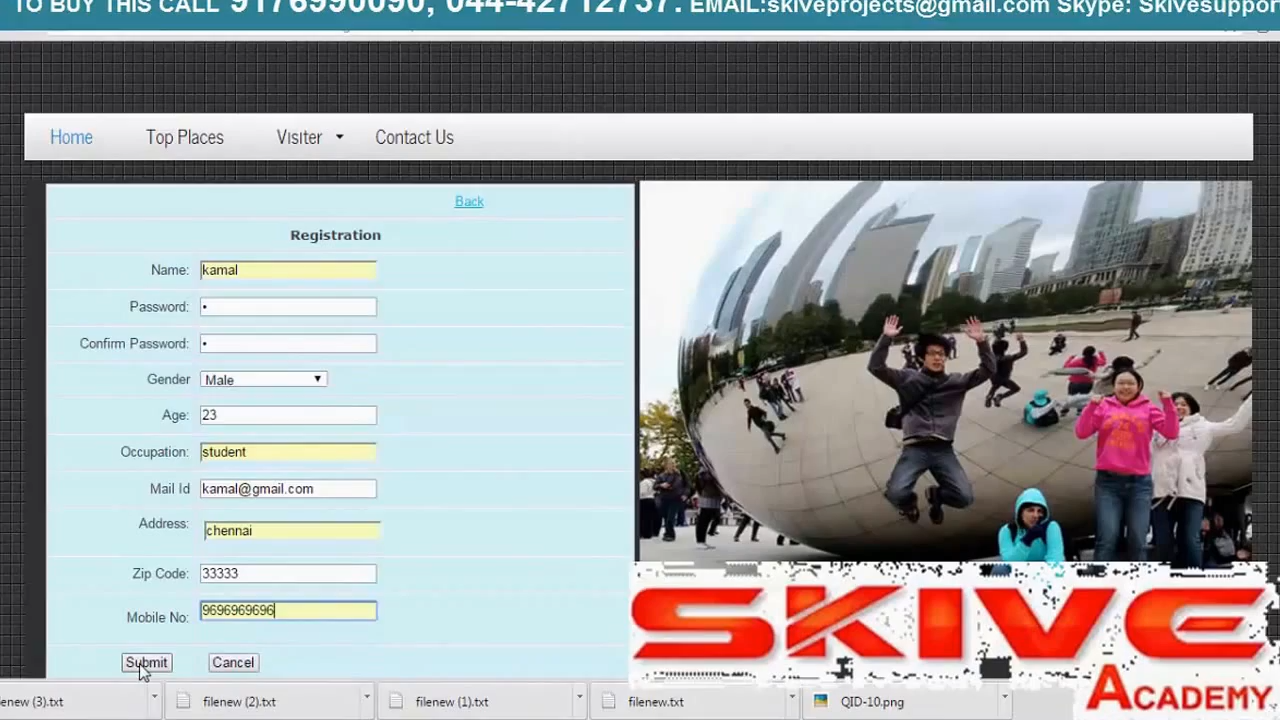 TO BUY THIS CALL 9176990090, 044-42712737. EMAIL:skiveprojects@gmail.com Skype: Skivesuppor
Home Top Places Visiter Contact Us
Back
Registration
Name: kamal
Password: •
Confirm Password: •
Gender Male
Age: 23
Occupation: student
Mail Id kamal@gmail.com
Address: chennai
Zip Code: 33333
Mobile No: 9696969696
Submit Cancel
SKIVE
ACADEMY
lenew (3).txt filenew (2).txt filenew (1).txt filenew.txt QID-10.png